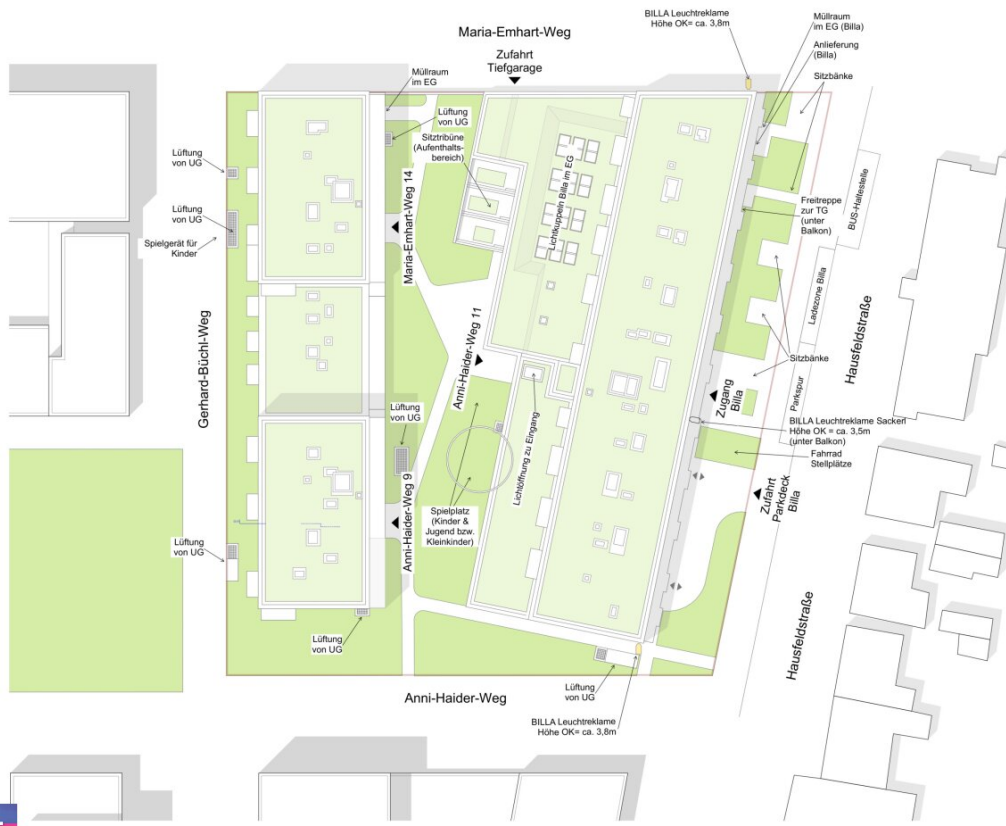 BILLA Leuchtreklame
Höhe OK= ca. 3,8m
Müllraum
im EG (Billa)
Anlieferung
(Billa)
Sitzbänke
Maria-Emhart-Weg
Zufahrt
Tiefgarage
Müllraum
im EG
Lüftung
von UG
Sitztribüne
(Aufenthalts-
bereich)
Lüftung
von UG
Lüftung
von UG
Spielgerät für
Kinder
Maria-Emhart-Weg 14
Lichtkuppeln Billa im EG
Freitreppe
zur TG
(unter
Balkon)
BUS-Haltestelle
Ladezone Billa
Hausfeldstraße
Gerhard-Büchl-Weg
Anni-Haider-Weg 11
Sitzbänke
Parkspur
Zugang
Billa
Lüftung
von UG
BILLA Leuchtreklame Sackerl
Höhe OK = ca. 3,5m
(unter Balkon)
Fahrrad
Stellplätze
Lichtöffnung zu Eingang
Zufahrt
Parkdeck
Billa
Anni-Haider-Weg 9
Spielplatz
(Kinder &
Jugend bzw.
Kleinkinder)
Lüftung
von UG
Lüftung
von UG
Hausfeldstraße
Lüftung
von UG
Anni-Haider-Weg
BILLA Leuchtreklame
Höhe OK= ca. 3,8m